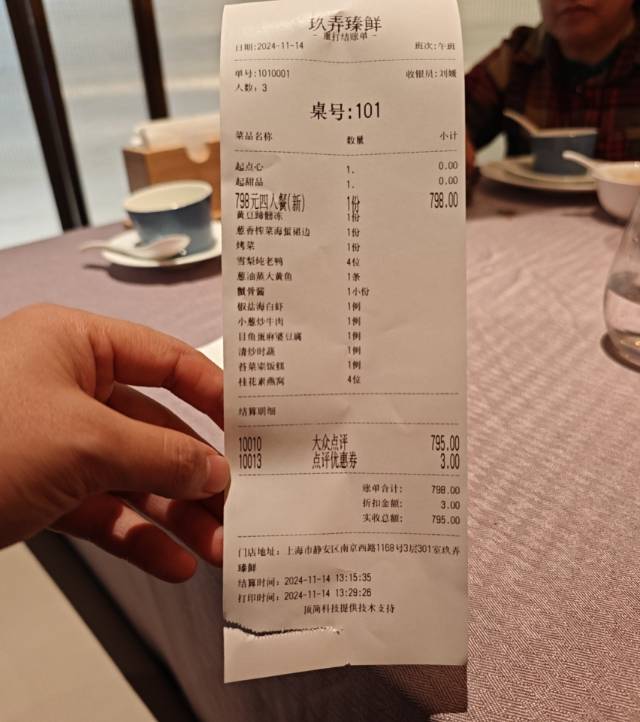 玖弄臻鲜
- 重打结账单 -
日期:2024-11-14 班次:午班
单号:1010001 收银员:刘媛
人数:3
桌号:101
菜品名称 数量 小计
起点心 1. 0.00
起甜品 1. 0.00
798元四人餐(新) 1份 798.00
黄豆蹄髈冻 1份
葱香榨菜海蜇裙边 1份
烤菜 1份
雪梨炖老鸭 4位
葱油蒸大黄鱼 1条
蟹骨酱 1小份
椒盐海白虾 1例
小葱炒牛肉 1例
目鱼蛋麻婆豆腐 1例
清炒时蔬 1例
苔菜粢饭糕 1例
桂花素燕窝 4位
结算明细
10010 大众点评 795.00
10013 点评优惠券 3.00
账单合计: 798.00
折扣金额: 3.00
实收总额: 795.00
门店地址: 上海市静安区南京西路1168号3层301室玖弄
臻鲜
结算时间: 2024-11-14 13:15:35
打印时间: 2024-11-14 13:29:26
顶简科技提供技术支持